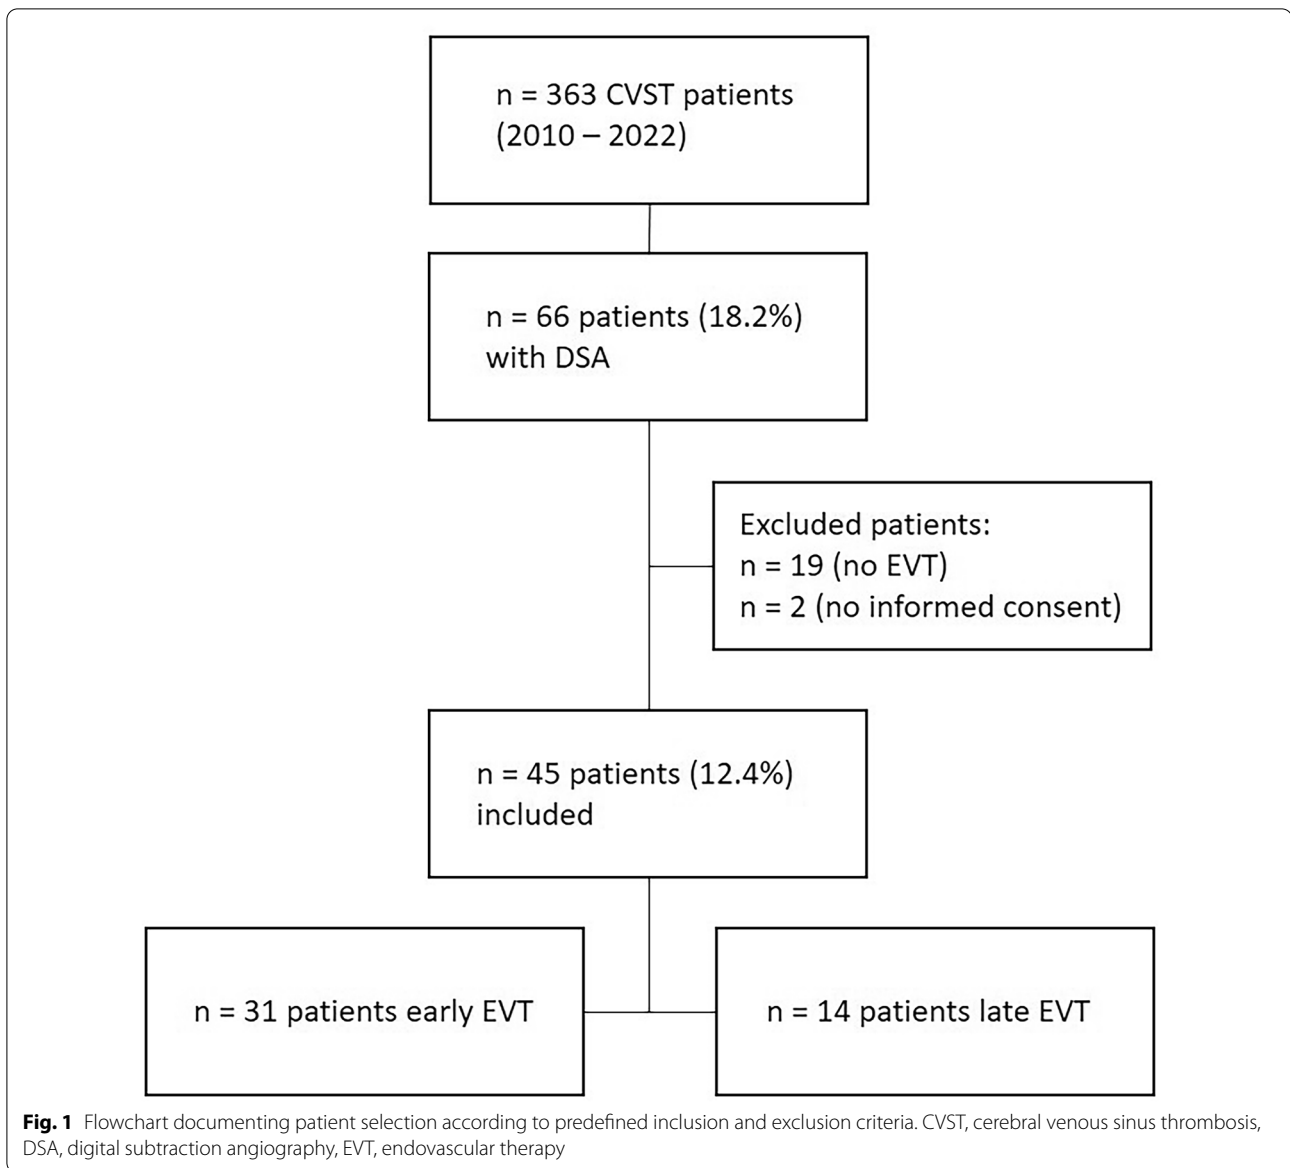 n = 363 CVST patients
(2010 – 2022)
n = 66 patients (18.2%)
with DSA
Excluded patients:
n = 19 (no EVT)
n = 2 (no informed consent)
n = 45 patients (12.4%)
included
n = 31 patients early EVT
n = 14 patients late EVT
Fig. 1 Flowchart documenting patient selection according to predefined inclusion and exclusion criteria. CVST, cerebral venous sinus thrombosis,
DSA, digital subtraction angiography, EVT, endovascular therapy